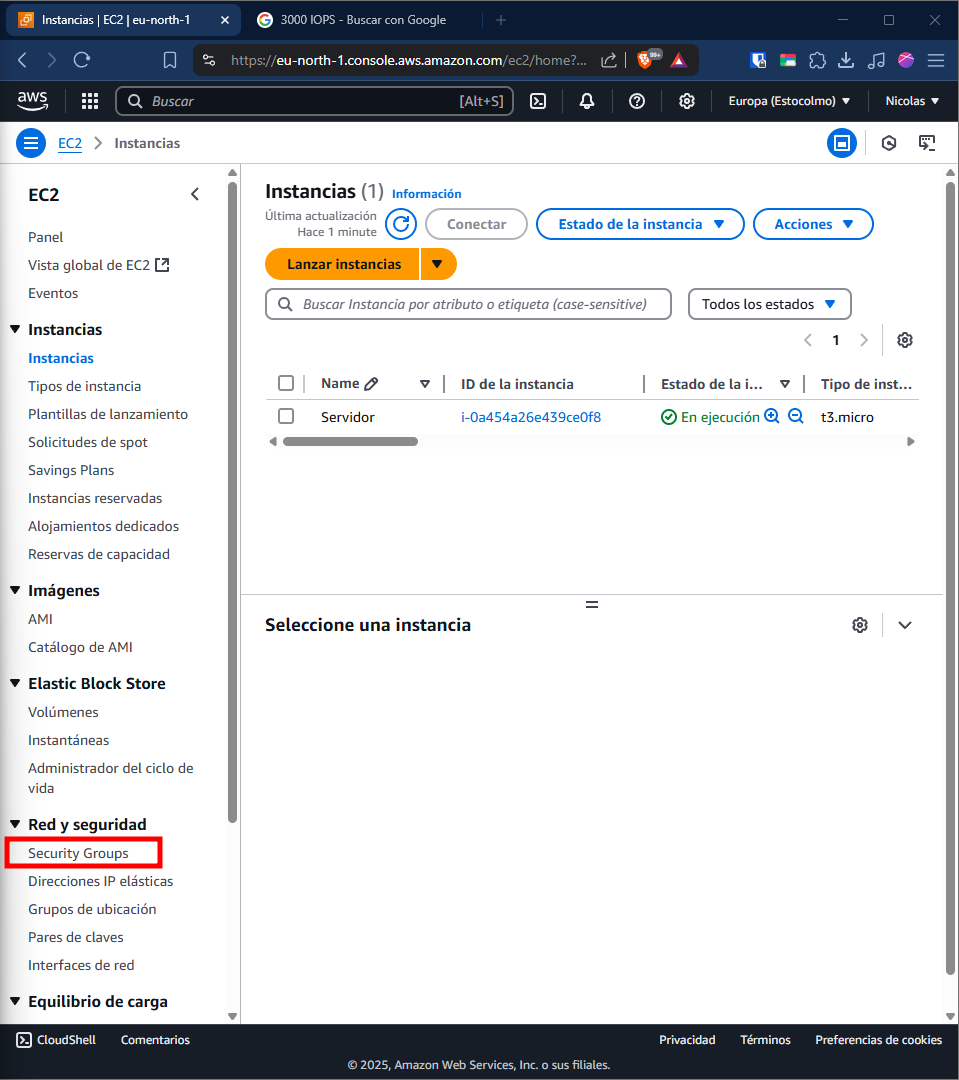 Instancias | EC2 | eu-north-1
3000 IOPS - Buscar con Google
https://eu-north-1.console.aws.amazon.com/ec2/home?...
99+
aws
Buscar
[Alt+S]
Europa (Estocolmo)
Nicolas
EC2
Instancias
EC2
Panel
Vista global de EC2
Eventos
Instancias
Instancias
Tipos de instancia
Plantillas de lanzamiento
Solicitudes de spot
Savings Plans
Instancias reservadas
Alojamientos dedicados
Reservas de capacidad
Imágenes
AMI
Catálogo de AMI
Elastic Block Store
Volúmenes
Instantáneas
Administrador del ciclo de
vida
Red y seguridad
Security Groups
Direcciones IP elásticas
Grupos de ubicación
Pares de claves
Interfaces de red
Equilibrio de carga
Instancias (1) Información
Última actualización
Hace 1 minute
Conectar
Estado de la instancia
Acciones
Lanzar instancias
Buscar Instancia por atributo o etiqueta (case-sensitive)
Todos los estados
1
Name
ID de la instancia
Estado de la i...
Tipo de inst...
Servidor
i-0a454a26e439ce0f8
En ejecución
t3.micro
Seleccione una instancia
CloudShell
Comentarios
Privacidad
Términos
Preferencias de cookies
© 2025, Amazon Web Services, Inc. o sus filiales.